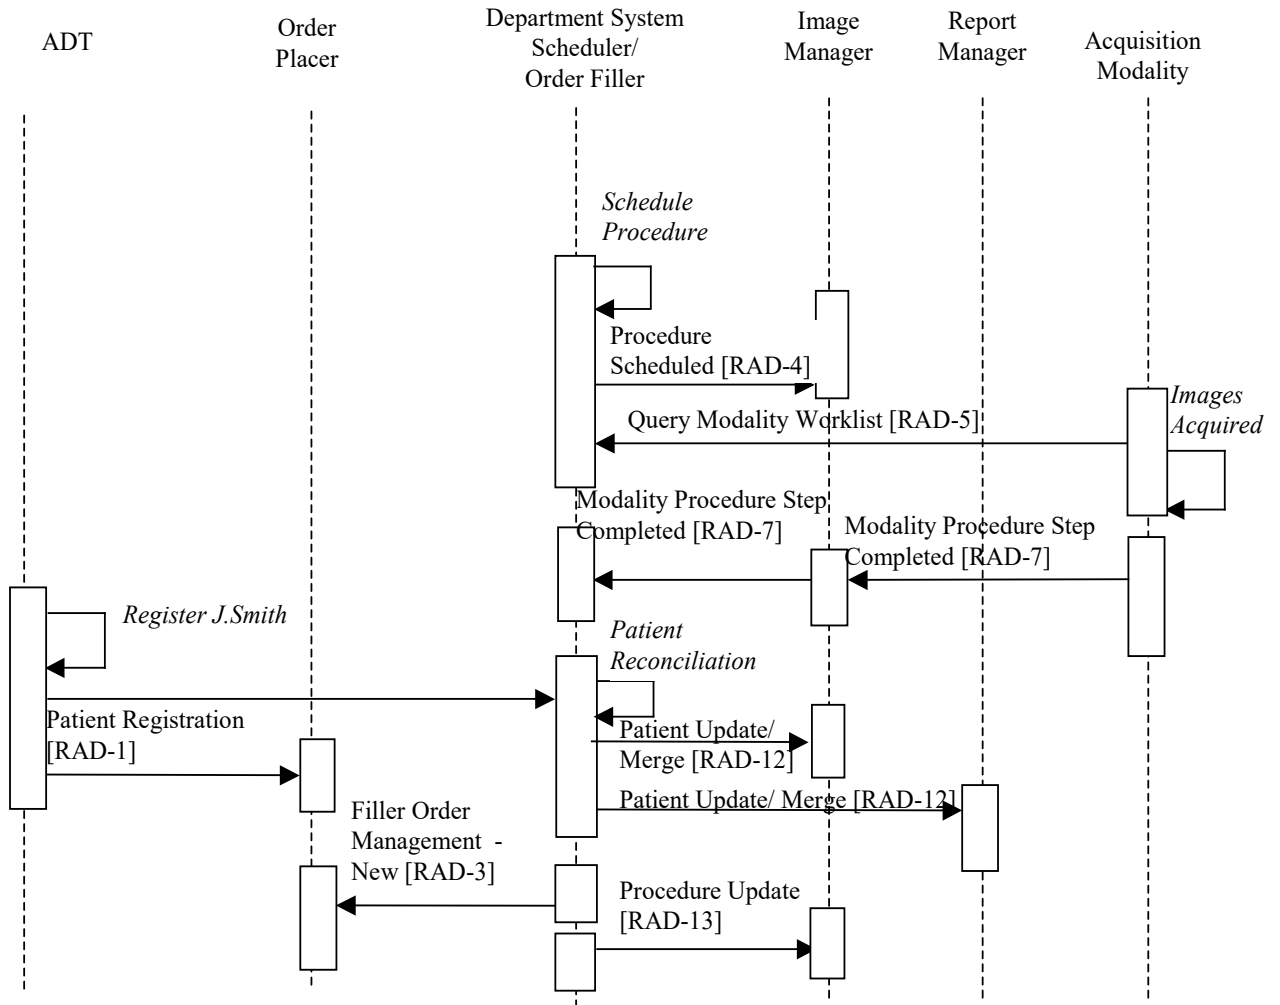 ADT
Order
Placer
Department System
Scheduler/
Order Filler
Image
Manager
Report
Manager
Acquisition
Modality
Schedule
Procedure
Procedure
Scheduled [RAD-4]
Images
Acquired
Query Modality Worklist [RAD-5]
Modality Procedure Step
Completed [RAD-7]
Modality Procedure Step
Completed [RAD-7]
Register J.Smith
Patient
Reconciliation
Patient Registration
[RAD-1]
Patient Update/
Merge [RAD-12]
Patient Update/ Merge [RAD-12]
Filler Order
Management  -
New [RAD-3]
Procedure Update
[RAD-13]